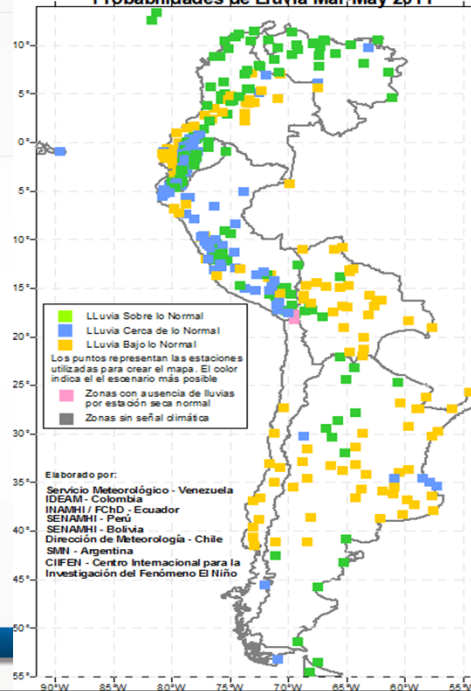 Probabilidades de Lluvia Mar-May 2011
10°
5°
0°
5°
10°
15°
20°
25°
30°
35°
40°
45°
50°
55°
LLuvia Sobre lo Normal
LLuvia Cerca de lo Normal
LLuvia Bajo lo Normal
Los puntos representan las estaciones
utilizadas para crear el mapa. El color
indica el el escenario más posible
Zonas con ausencia de lluvias
por estación seca normal
Zonas sin señal climática
Elaborado por:
Servicio Meteorológico - Venezuela
IDEAM - Colombia
INAMHI / FChD - Ecuador
SENAMHI - Perú
SENAMHI - Bolivia
Dirección de Meteorología - Chile
SMN - Argentina
CIIFEN - Centro Internacional para la
Investigación del Fenómeno El Niño
90°W 85°W 80°W 75°W 70°W 65°W 60°W 55°W